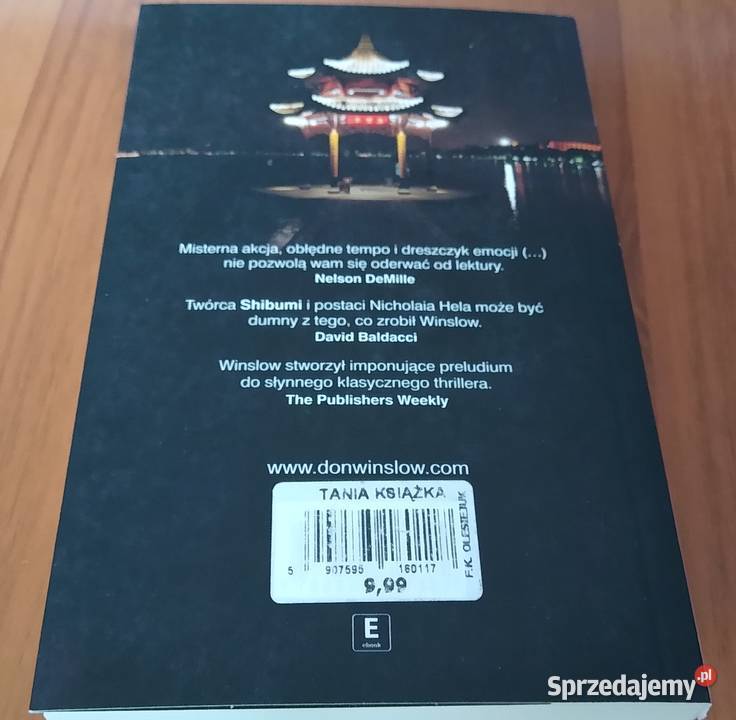 Misterna akcja, obłędne tempo i dreszczyk emocji (...)
nie pozwolą wam się oderwać od lektury.
Nelson DeMille
Twórca Shibumi i postaci Nicholaia Hela może być
dumny z tego, co zrobił Winslow.
David Baldacci
Winslow stworzył imponujące preludium
do słynnego klasycznego thrillera.
The Publishers Weekly
www.donwinslow.com
TANIA KSIĄŻKA
F.K. OLESIEJUK
5 907595 160117
9,99
E
ebook
Sprzedajemy.pl